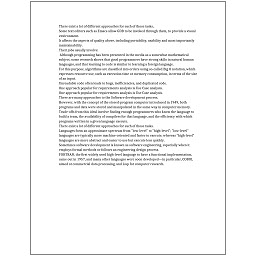 There exist a lot of different approaches for each of those tasks.
Some text editors such as Emacs allow GDB to be invoked through them, to provide a visual
environment.
It affects the aspects of quality above, including portability, usability and most importantly
maintainability.
Their jobs usually involve:
Although programming has been presented in the media as a somewhat mathematical
subject, some research shows that good programmers have strong skills in natural human
languages, and that learning to code is similar to learning a foreign language.
For this purpose, algorithms are classified into orders using so-called Big O notation, which
expresses resource use, such as execution time or memory consumption, in terms of the size
of an input.
Unreadable code often leads to bugs, inefficiencies, and duplicated code.
One approach popular for requirements analysis is Use Case analysis.
One approach popular for requirements analysis is Use Case analysis.
There are many approaches to the Software development process.
However, with the concept of the stored-program computer introduced in 1949, both
programs and data were stored and manipulated in the same way in computer memory.
Trade-offs from this ideal involve finding enough programmers who know the language to
build a team, the availability of compilers for that language, and the efficiency with which
programs written in a given language execute.
There exist a lot of different approaches for each of those tasks.
Languages form an approximate spectrum from "low-level" to "high-level"; "low-level"
languages are typically more machine-oriented and faster to execute, whereas "high-level"
languages are more abstract and easier to use but execute less quickly.
Sometimes software development is known as software engineering, especially when it
employs formal methods or follows an engineering design process.
FORTRAN, the first widely used high-level language to have a functional implementation,
came out in 1957, and many other languages were soon developed—in particular, COBOL
aimed at commercial data processing, and Lisp for computer research.